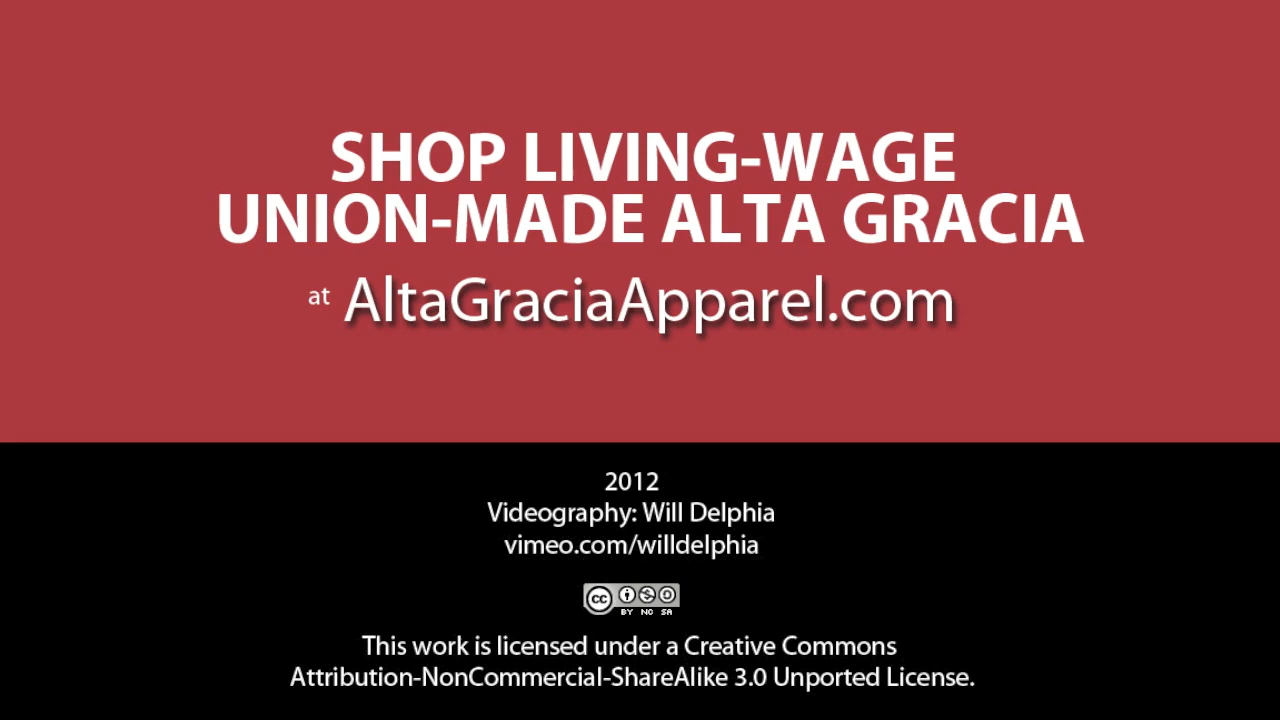 SHOP LIVING-WAGE
UNION-MADE ALTA GRACIA
at AltaGraciaApparel.com
2012
Videography: Will Delphia
vimeo.com/willdelphia
cc BY NC SA
This work is licensed under a Creative Commons
Attribution-NonCommercial-ShareAlike 3.0 Unported License.